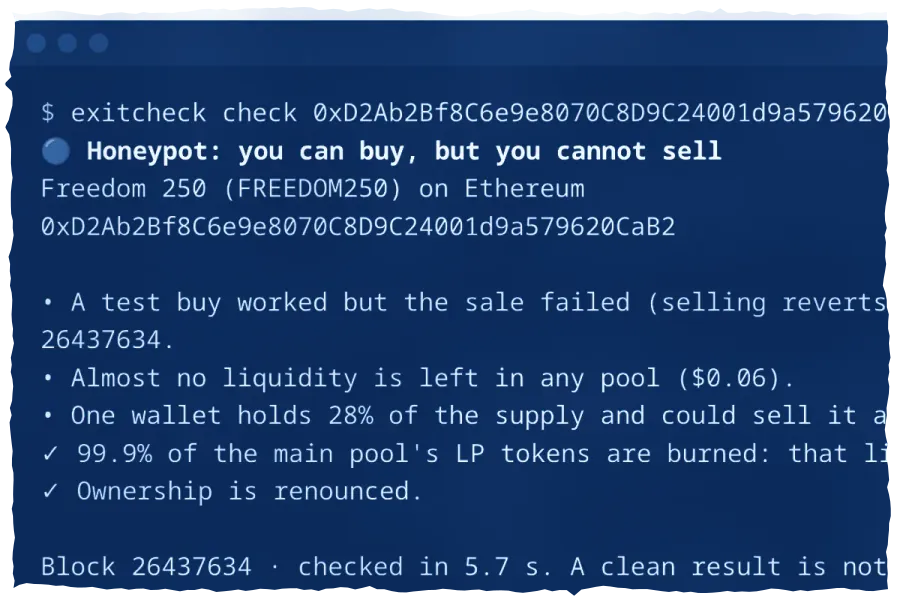 $ exitcheck check 0xD2Ab2Bf8C6e9e8070C8D9C24001d9a579620
Honeypot: you can buy, but you cannot sell
Freedom 250 (FREEDOM250) on Ethereum
0xD2Ab2Bf8C6e9e8070C8D9C24001d9a579620CaB2
• A test buy worked but the sale failed (selling reverts
26437634.
• Almost no liquidity is left in any pool ($0.06).
• One wallet holds 28% of the supply and could sell it a
✓ 99.9% of the main pool's LP tokens are burned: that li
✓ Ownership is renounced.
Block 26437634 · checked in 5.7 s. A clean result is not